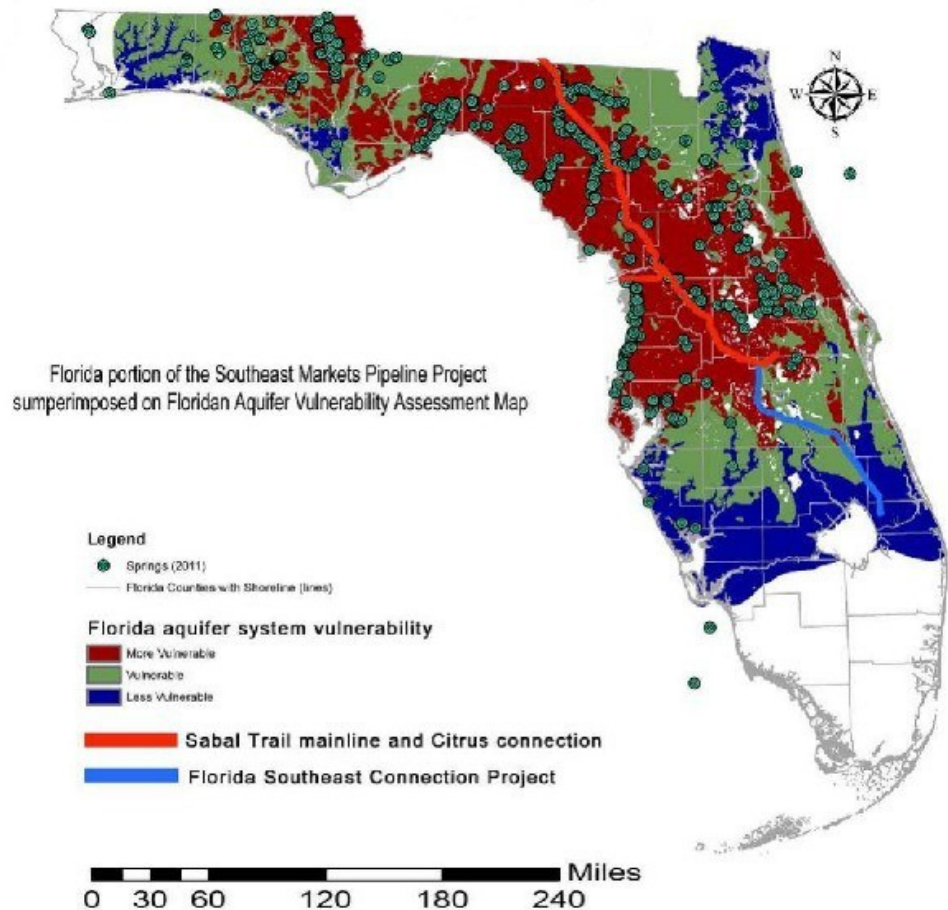 N
W E
S
Florida portion of the Southeast Markets Pipeline Project
sumperimposed on Floridan Aquifer Vulnerability Assessment Map
Legend
Springs (2011)
Florida Counties with Shoreline (lines)
Florida aquifer system vulnerability
More Vulnerable
Vulnerable
Less Vulnerable
Sabal Trail mainline and Citrus connection
Florida Southeast Connection Project
Miles
0 30 60 120 180 240